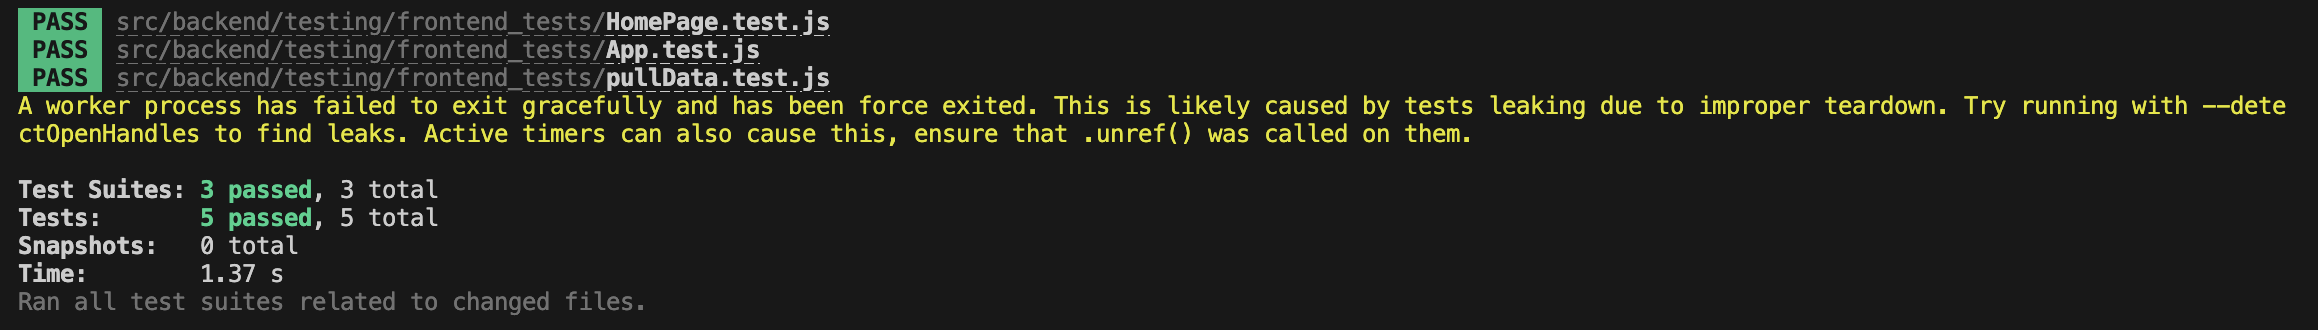 PASS src/backend/testing/frontend_tests/HomePage.test.js
PASS src/backend/testing/frontend_tests/App.test.js
PASS src/backend/testing/frontend_tests/pullData.test.js
A worker process has failed to exit gracefully and has been force exited. This is likely caused by tests leaking due to improper teardown. Try running with --dete
ctOpenHandles to find leaks. Active timers can also cause this, ensure that .unref() was called on them.
Test Suites: 3 passed, 3 total
Tests: 5 passed, 5 total
Snapshots: 0 total
Time: 1.37 s
Ran all test suites related to changed files.